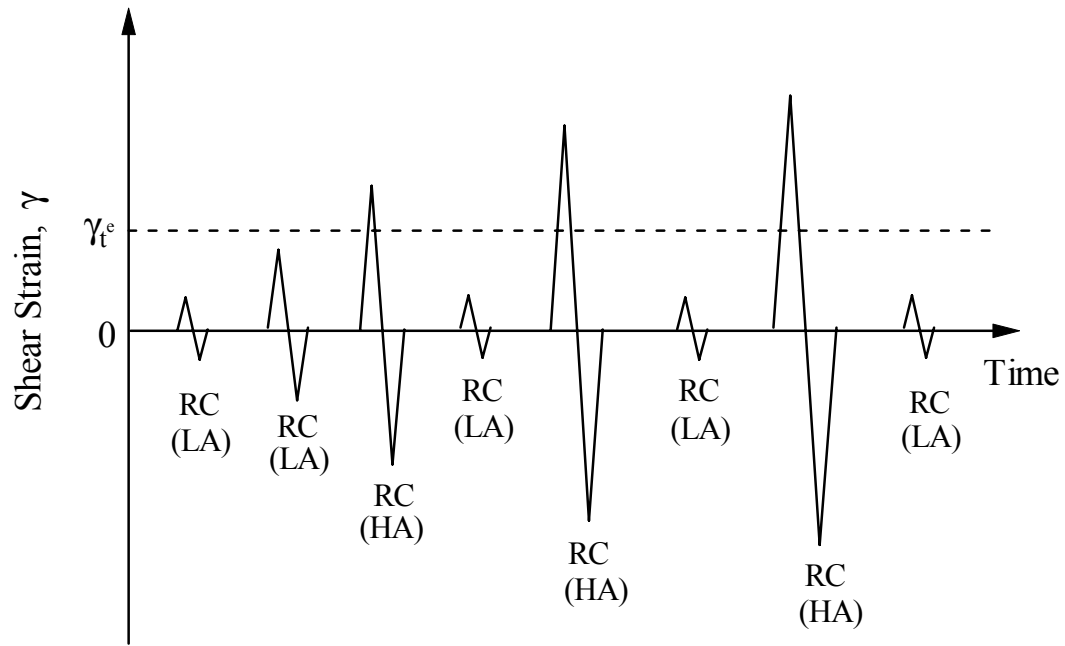 Shear Strain, γ
γtᵉ
0
Time
RC
(LA)
RC
(LA)
RC
(HA)
RC
(LA)
RC
(HA)
RC
(LA)
RC
(HA)
RC
(LA)